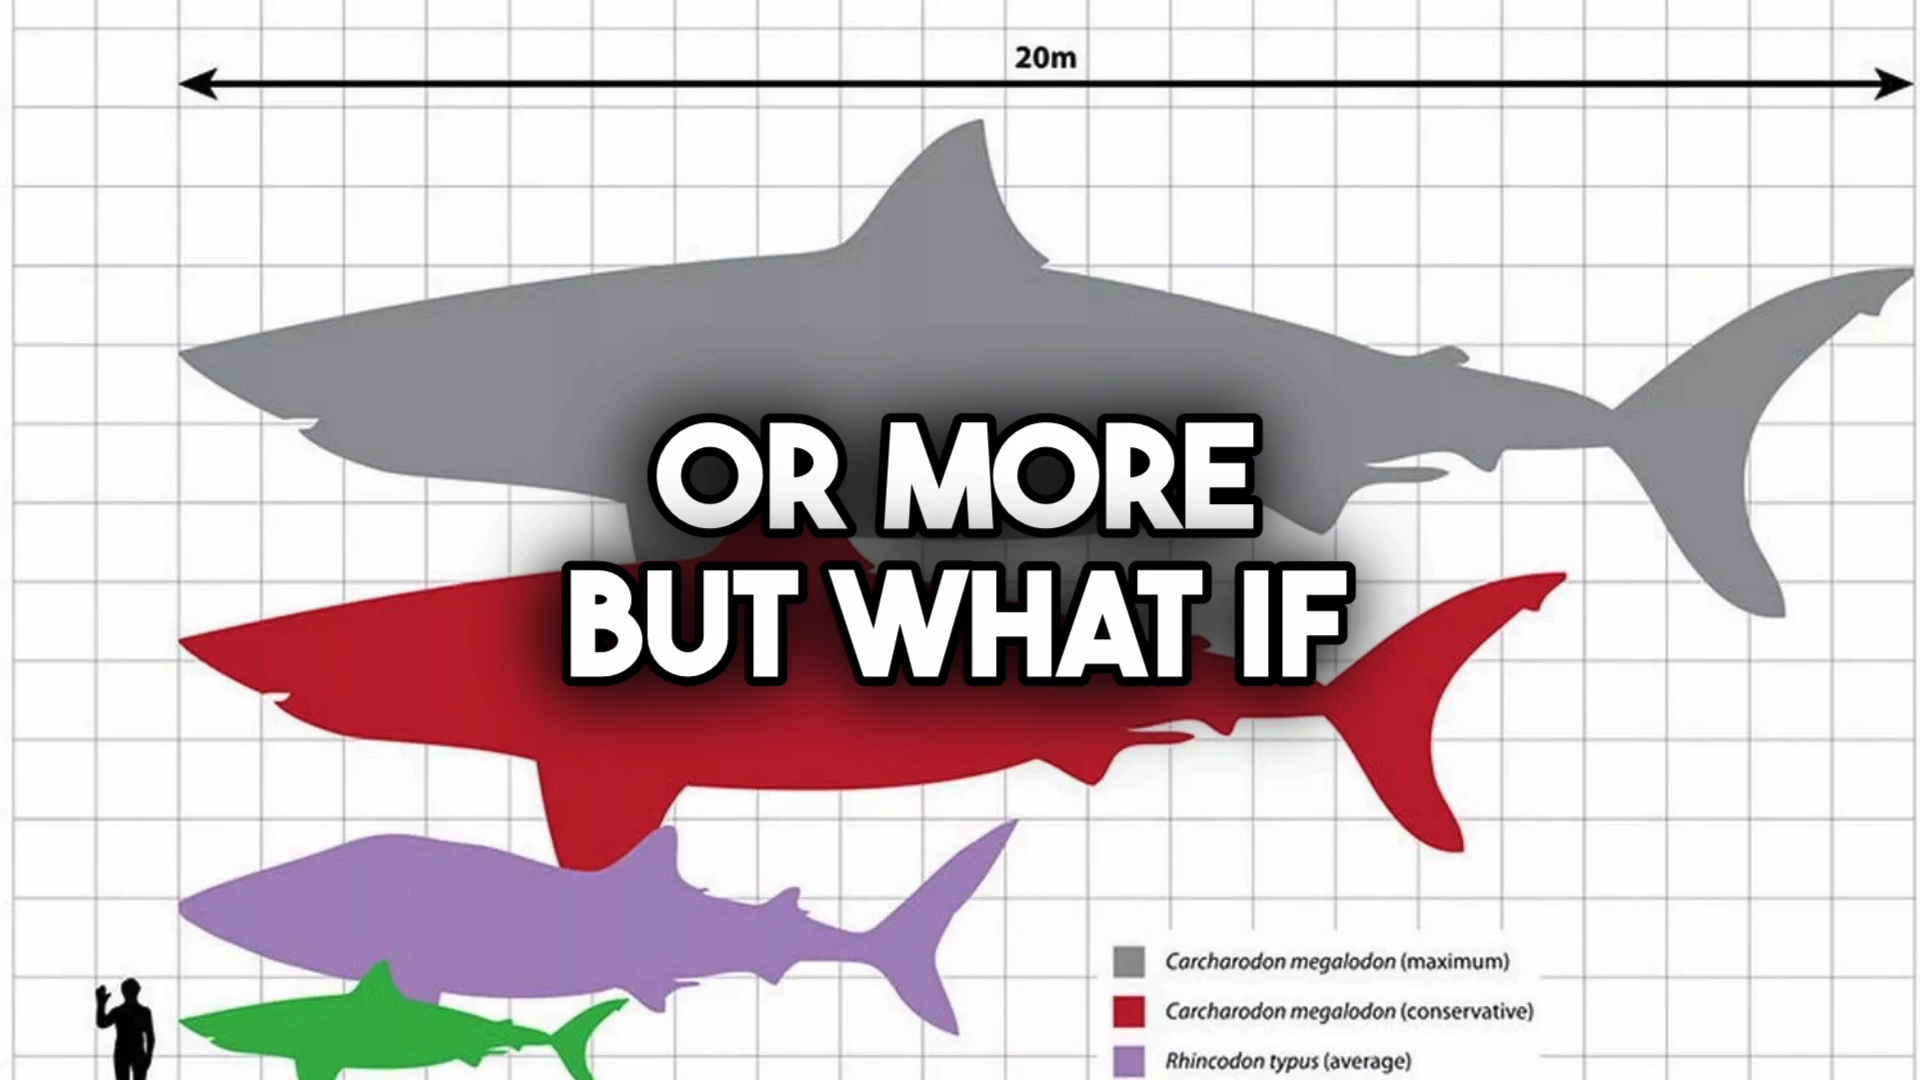 20m
OR MORE
BUT WHAT IF
Carcharodon megalodon (maximum)
Carcharodon megalodon (conservative)
Rhincodon typus (average)